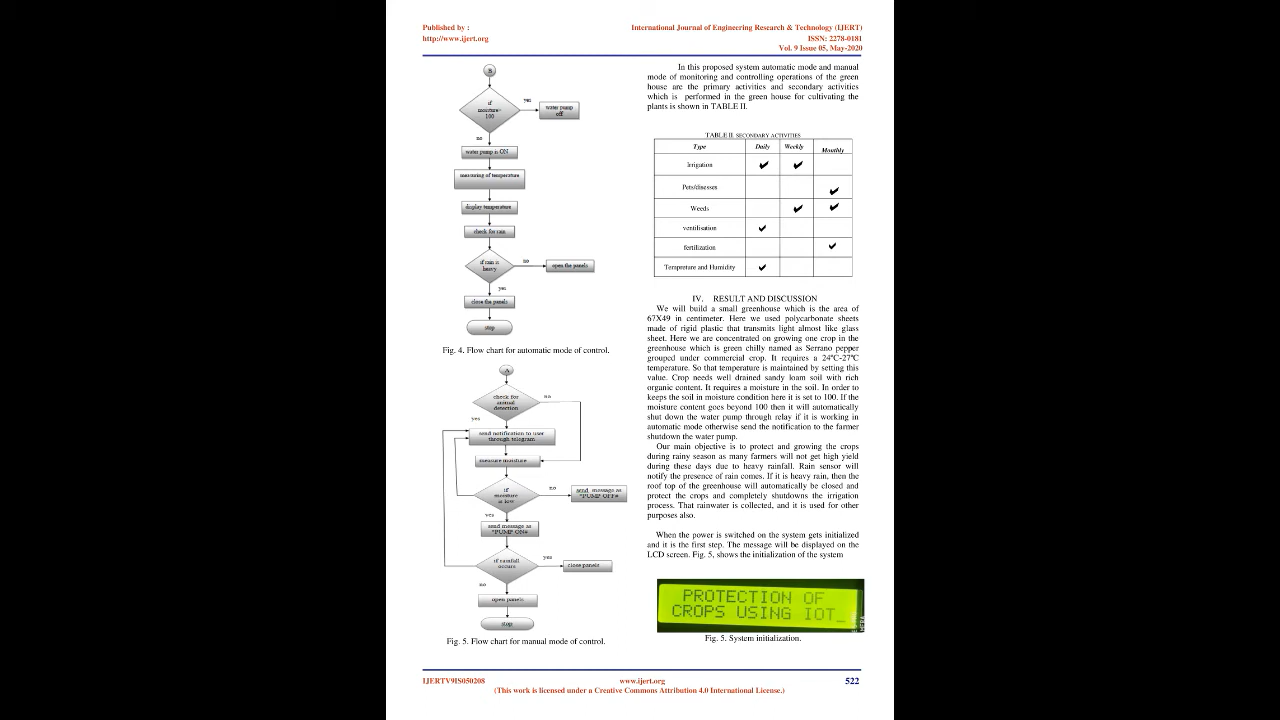 Published by :
http://www.ijert.org
International Journal of Engineering Research & Technology (IJERT)
ISSN: 2278-0181
Vol. 9 Issue 05, May-2020
B
if
moisture=
100
yes
water pump
off
no
water pump is ON
measuring of temperature
display temperature
check for rain
if rain is
heavy
no
open the panels
yes
close the panels
stop
Fig. 4. Flow chart for automatic mode of control.
A
check for
animal
detection
no
yes
send notification to user
through telegram
measure moisture
if
moisture
is low
no
send message as
*PUMP OFF#
yes
send message as
*PUMP ON#
if rainfall
occurs
yes
close panels
no
open panels
stop
Fig. 5. Flow chart for manual mode of control.
In this proposed system automatic mode and manual
mode of monitoring and controlling operations of the green
house are the primary activities and secondary activities
which is performed in the green house for cultivating the
plants is shown in TABLE II.
TABLE II. SECONDARY ACTIVITIES
Type Daily Weekly Monthly
Irrigation ✔ ✔
Pets/diseases ✔
Weeds ✔ ✔
ventilisation ✔
fertilization ✔
Tempreture and Humidity ✔
IV. RESULT AND DISCUSSION
We will build a small greenhouse which is the area of
67X49 in centimeter. Here we used polycarbonate sheets
made of rigid plastic that transmits light almost like glass
sheet. Here we are concentrated on growing one crop in the
greenhouse which is green chilly named as Serrano pepper
grouped under commercial crop. It requires a 24ºC-27ºC
temperature. So that temperature is maintained by setting this
value. Crop needs well drained sandy loam soil with rich
organic content. It requires a moisture in the soil. In order to
keeps the soil in moisture condition here it is set to 100. If the
moisture content goes beyond 100 then it will automatically
shut down the water pump through relay if it is working in
automatic mode otherwise send the notification to the farmer
shutdown the water pump.
Our main objective is to protect and growing the crops
during rainy season as many farmers will not get high yield
during these days due to heavy rainfall. Rain sensor will
notify the presence of rain comes. If it is heavy rain, then the
roof top of the greenhouse will automatically be closed and
protect the crops and completely shutdowns the irrigation
process. That rainwater is collected, and it is used for other
purposes also.
When the power is switched on the system gets initialized
and it is the first step. The message will be displayed on the
LCD screen. Fig. 5, shows the initialization of the system
PROTECTION OF
CROPS USING IOT_
Fig. 5. System initialization.
IJERTV9IS050208
www.ijert.org
(This work is licensed under a Creative Commons Attribution 4.0 International License.)
522